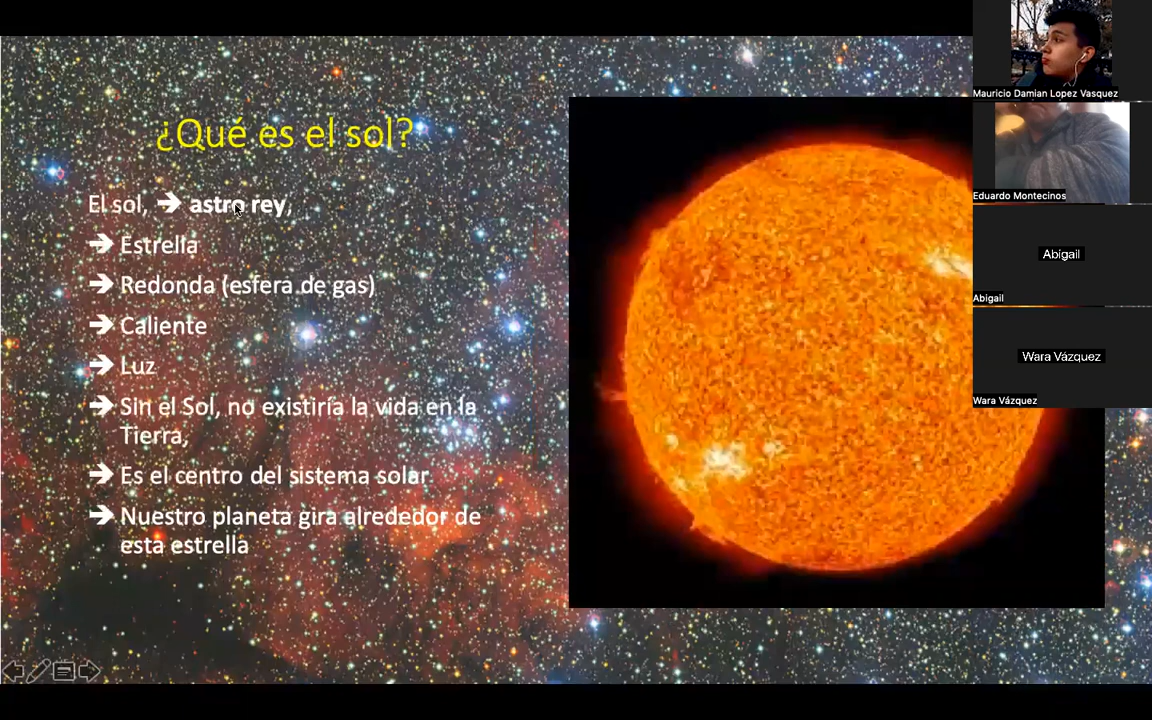 ¿Qué es el sol?
El sol, ➔ astro rey,
➔ Estrella
➔ Redonda (esfera de gas)
➔ Caliente
➔ Luz
➔ Sin el Sol, no existiría la vida en la
Tierra,
➔ Es el centro del sistema solar
➔ Nuestro planeta gira alrededor de
esta estrella
Mauricio Damian Lopez Vasquez
Eduardo Montecinos
Abigail
Abigail
Wara Vázquez
Wara Vázquez